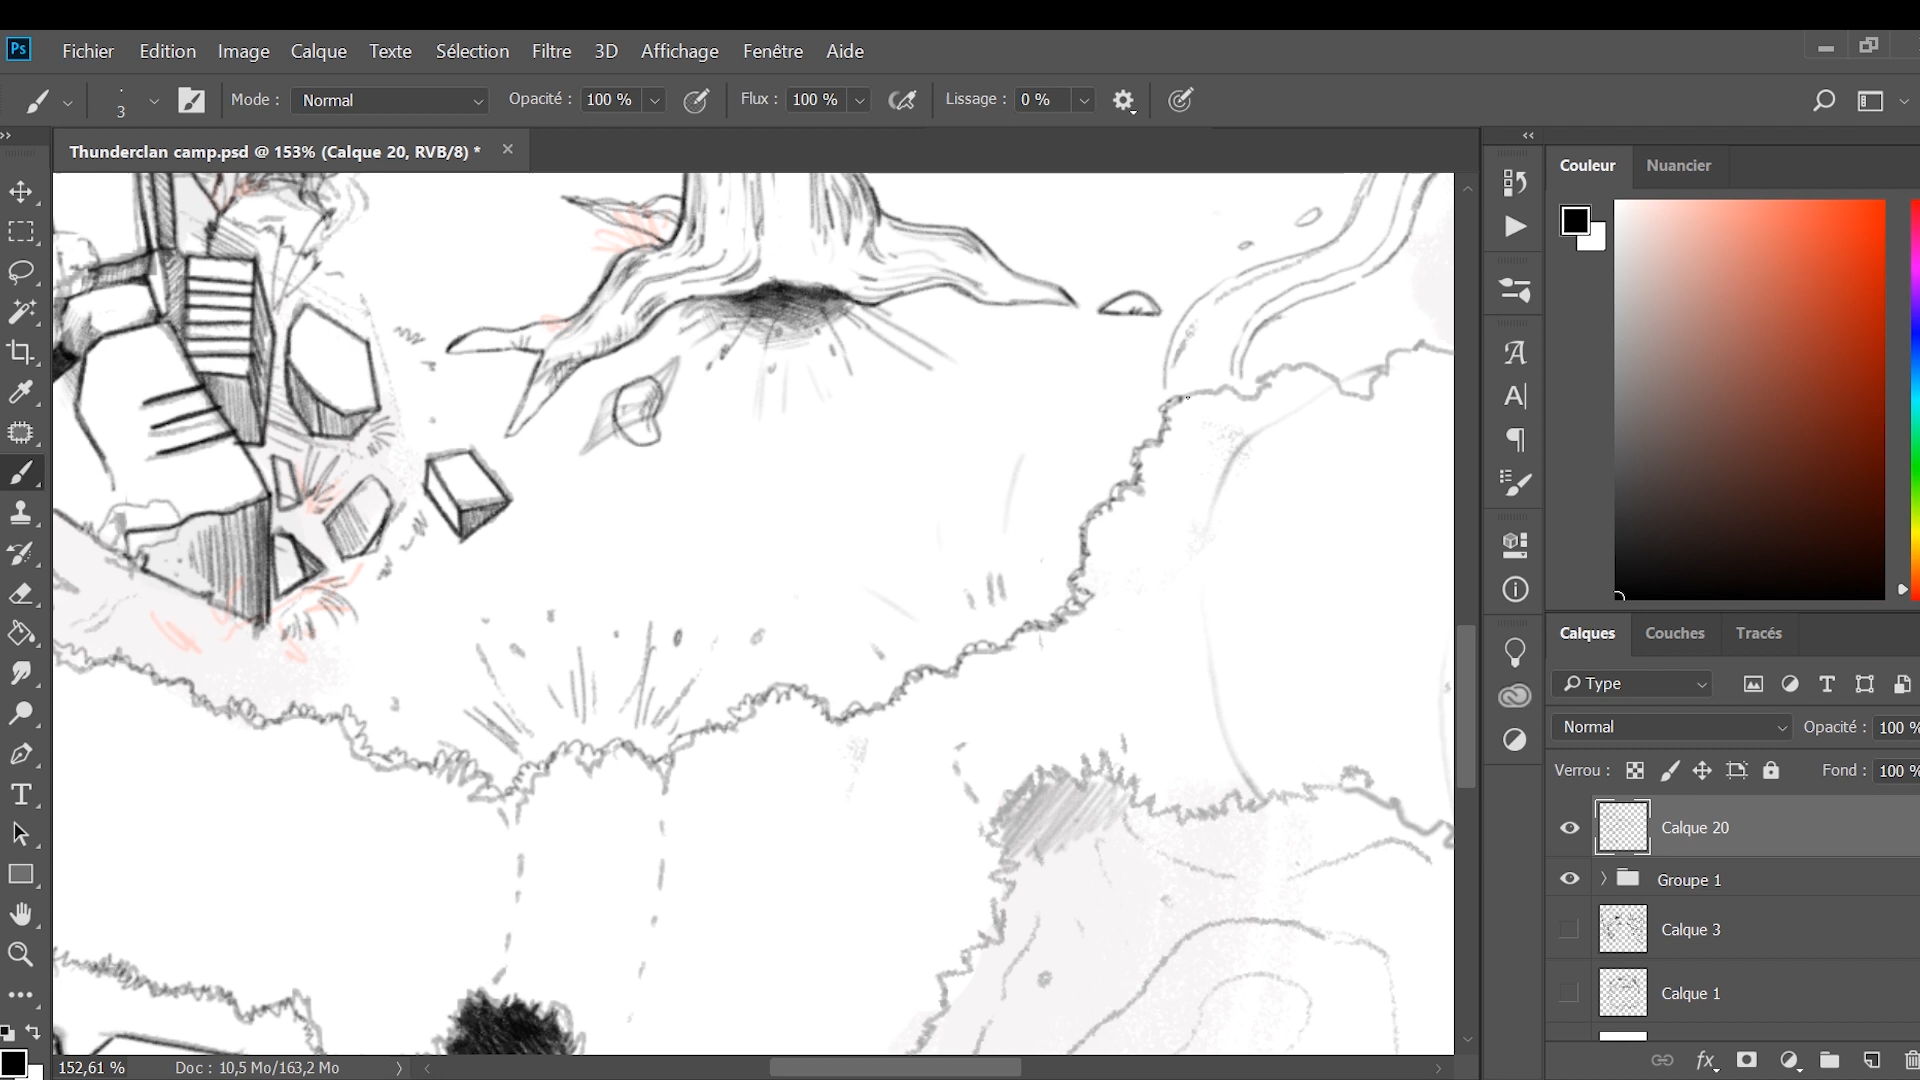 Ps Fichier Edition Image Calque Texte Sélection Filtre 3D Affichage Fenêtre Aide
3 Mode : Normal Opacité : 100 % Flux : 100 % Lissage : 0 %
Thunderclan camp.psd @ 153% (Calque 20, RVB/8) *
Couleur Nuancier
Calques Couches Tracés
Type
Normal Opacité : 100 %
Verrou : Fond : 100 %
Calque 20
Groupe 1
Calque 3
Calque 1
fx
152,61 % Doc : 10,5 Mo/163,2 Mo